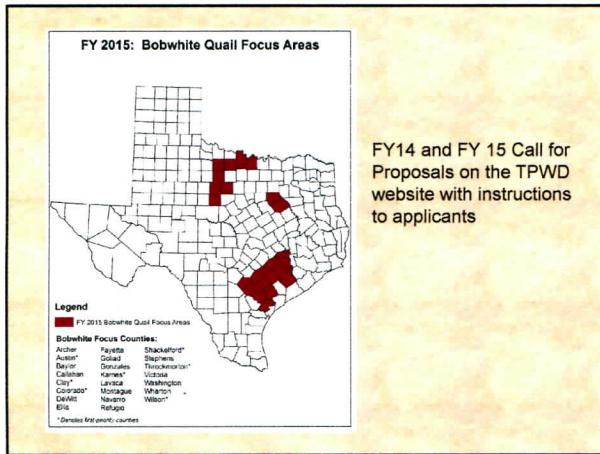 FY 2015: Bobwhite Quail Focus Areas
FY14 and FY 15 Call for
Proposals on the TPWD
website with instructions
to applicants
Legend
FY 2015 Bobwhite Quail Focus Areas
Bobwhite Focus Counties:
Archer Fayette Shackelford*
Austin* Goliad Stephens
Baylor Gonzales Throckmorton*
Callahan Karnes* Victoria
Clay* Lavaca Washington
Colorado* Montague Wharton
DeWitt Navarro Wilson*
Ellis Refugio
* Denotes first-priority counties